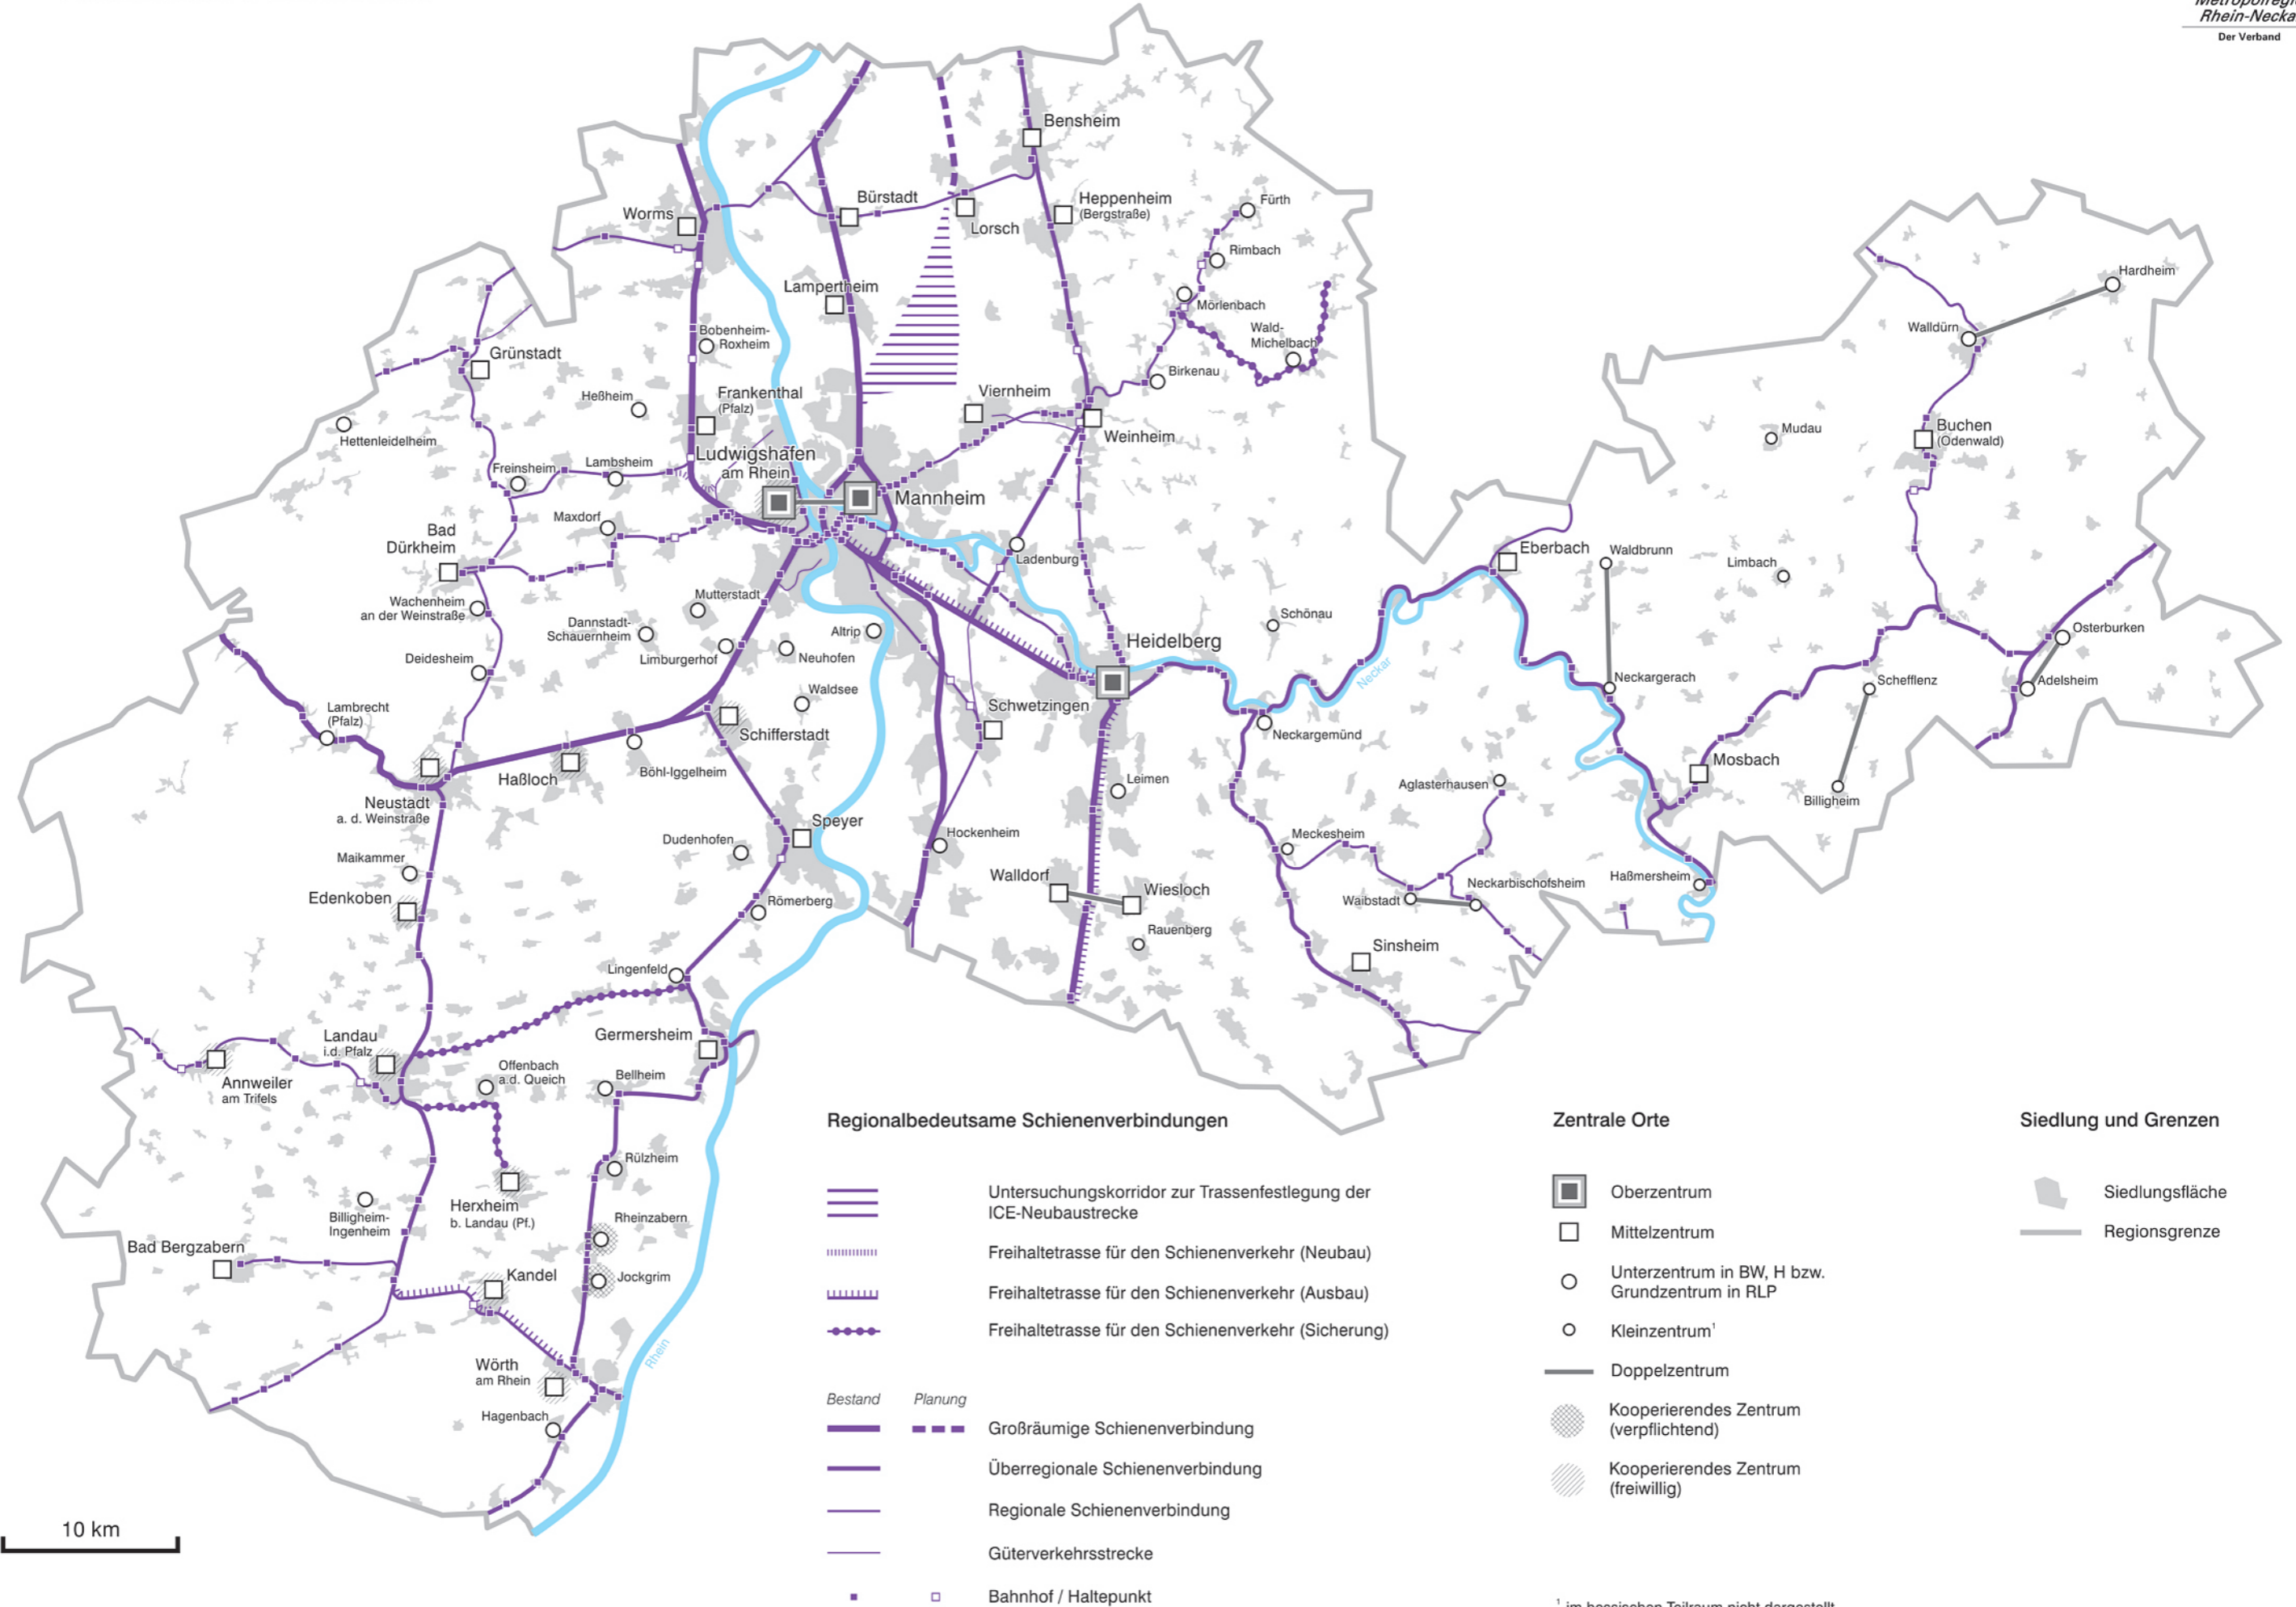 Rhein-Necka
Der Verband
Bensheim
Bürstadt
Lorsch
Heppenheim
(Bergstraße)
Fürth
Rimbach
Worms
Lampertheim
Mörlenbach
Wald-
Michelbach
Birkenau
Bobenheim-
Roxheim
Grünstadt
Heßheim
Frankenthal
(Pfalz)
Viernheim
Weinheim
Hettenleidelheim
Ludwigshafen
am Rhein
Mannheim
Freinsheim
Lambsheim
Maxdorf
Bad
Dürkheim
Ladenburg
Wachenheim
an der Weinstraße
Mutterstadt
Dannstadt-
Schauernheim
Altrip
Limburgerhof
Neuhofen
Deidesheim
Waldsee
Heidelberg
Schönau
Neckar
Eberbach
Waldbrunn
Neckargerach
Limbach
Mudau
Walldürn
Hardheim
Buchen
(Odenwald)
Osterburken
Adelsheim
Schefflenz
Billigheim
Mosbach
Lambrecht
(Pfalz)
Schifferstadt
Schwetzingen
Neckargemünd
Haßloch
Böhl-Iggelheim
Neustadt
a. d. Weinstraße
Leimen
Aglasterhausen
Speyer
Dudenhofen
Hockenheim
Meckesheim
Maikammer
Edenkoben
Walldorf
Wiesloch
Rauenberg
Waibstadt
Neckarbischofsheim
Haßmersheim
Römerberg
Sinsheim
Lingenfeld
Germersheim
Landau
i.d. Pfalz
Annweiler
am Trifels
Offenbach
a.d. Queich
Bellheim
Rülzheim
Herxheim
b. Landau (Pf.)
Billigheim-
Ingenheim
Rheinzabern
Bad Bergzabern
Kandel
Jockgrim
Rhein
Wörth
am Rhein
Hagenbach
10 km
Regionalbedeutsame Schienenverbindungen
Untersuchungskorridor zur Trassenfestlegung der
ICE-Neubaustrecke
Freihaltetrasse für den Schienenverkehr (Neubau)
Freihaltetrasse für den Schienenverkehr (Ausbau)
Freihaltetrasse für den Schienenverkehr (Sicherung)
Bestand Planung
Großräumige Schienenverbindung
Überregionale Schienenverbindung
Regionale Schienenverbindung
Güterverkehrsstrecke
Bahnhof / Haltepunkt
Zentrale Orte
Oberzentrum
Mittelzentrum
Unterzentrum in BW, H bzw.
Grundzentrum in RLP
Kleinzentrum¹
Doppelzentrum
Kooperierendes Zentrum
(verpflichtend)
Kooperierendes Zentrum
(freiwillig)
Siedlung und Grenzen
Siedlungsfläche
Regionsgrenze
¹ im hessischen Teilraum nicht dargestellt